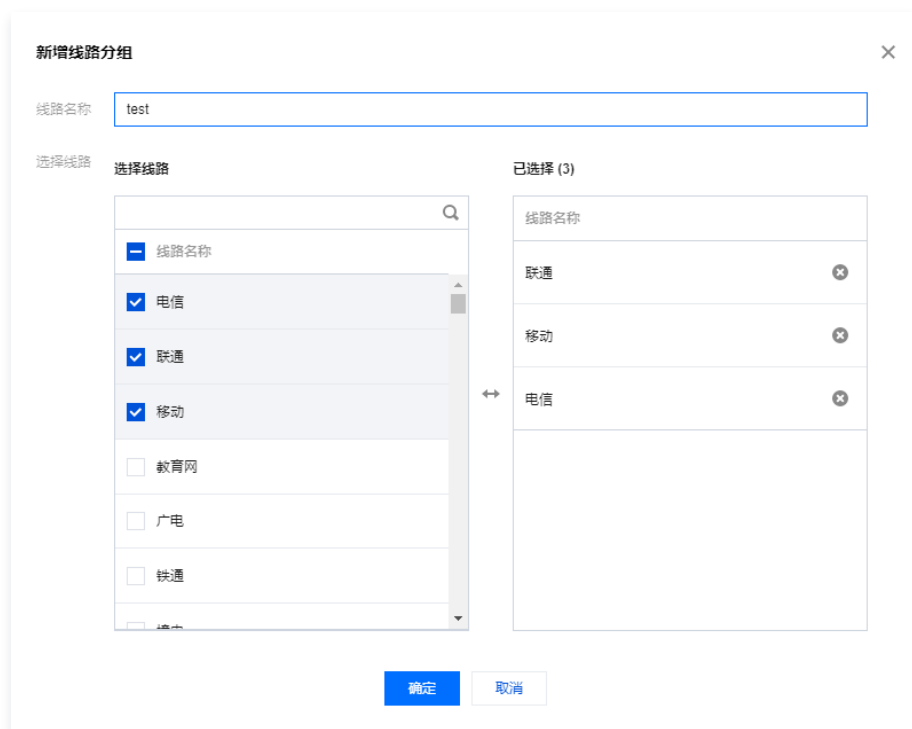 新增线路分组
线路名称
test
选择线路
选择线路
已选择 (3)
线路名称
线路名称
电信
联通
移动
教育网
广电
铁通
联通
移动
电信
确定
取消